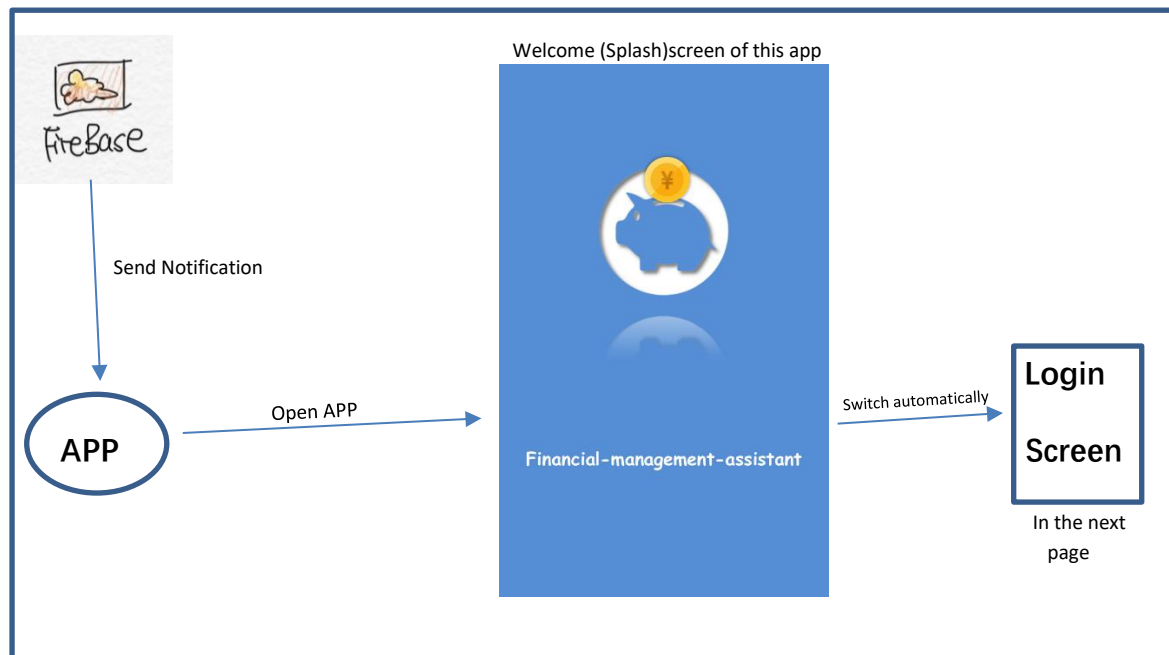 Welcome (Splash)screen of this app
FireBase
¥
Send Notification
APP
Open APP
Financial-management-assistant
Switch automatically
Login
Screen
In the next
page